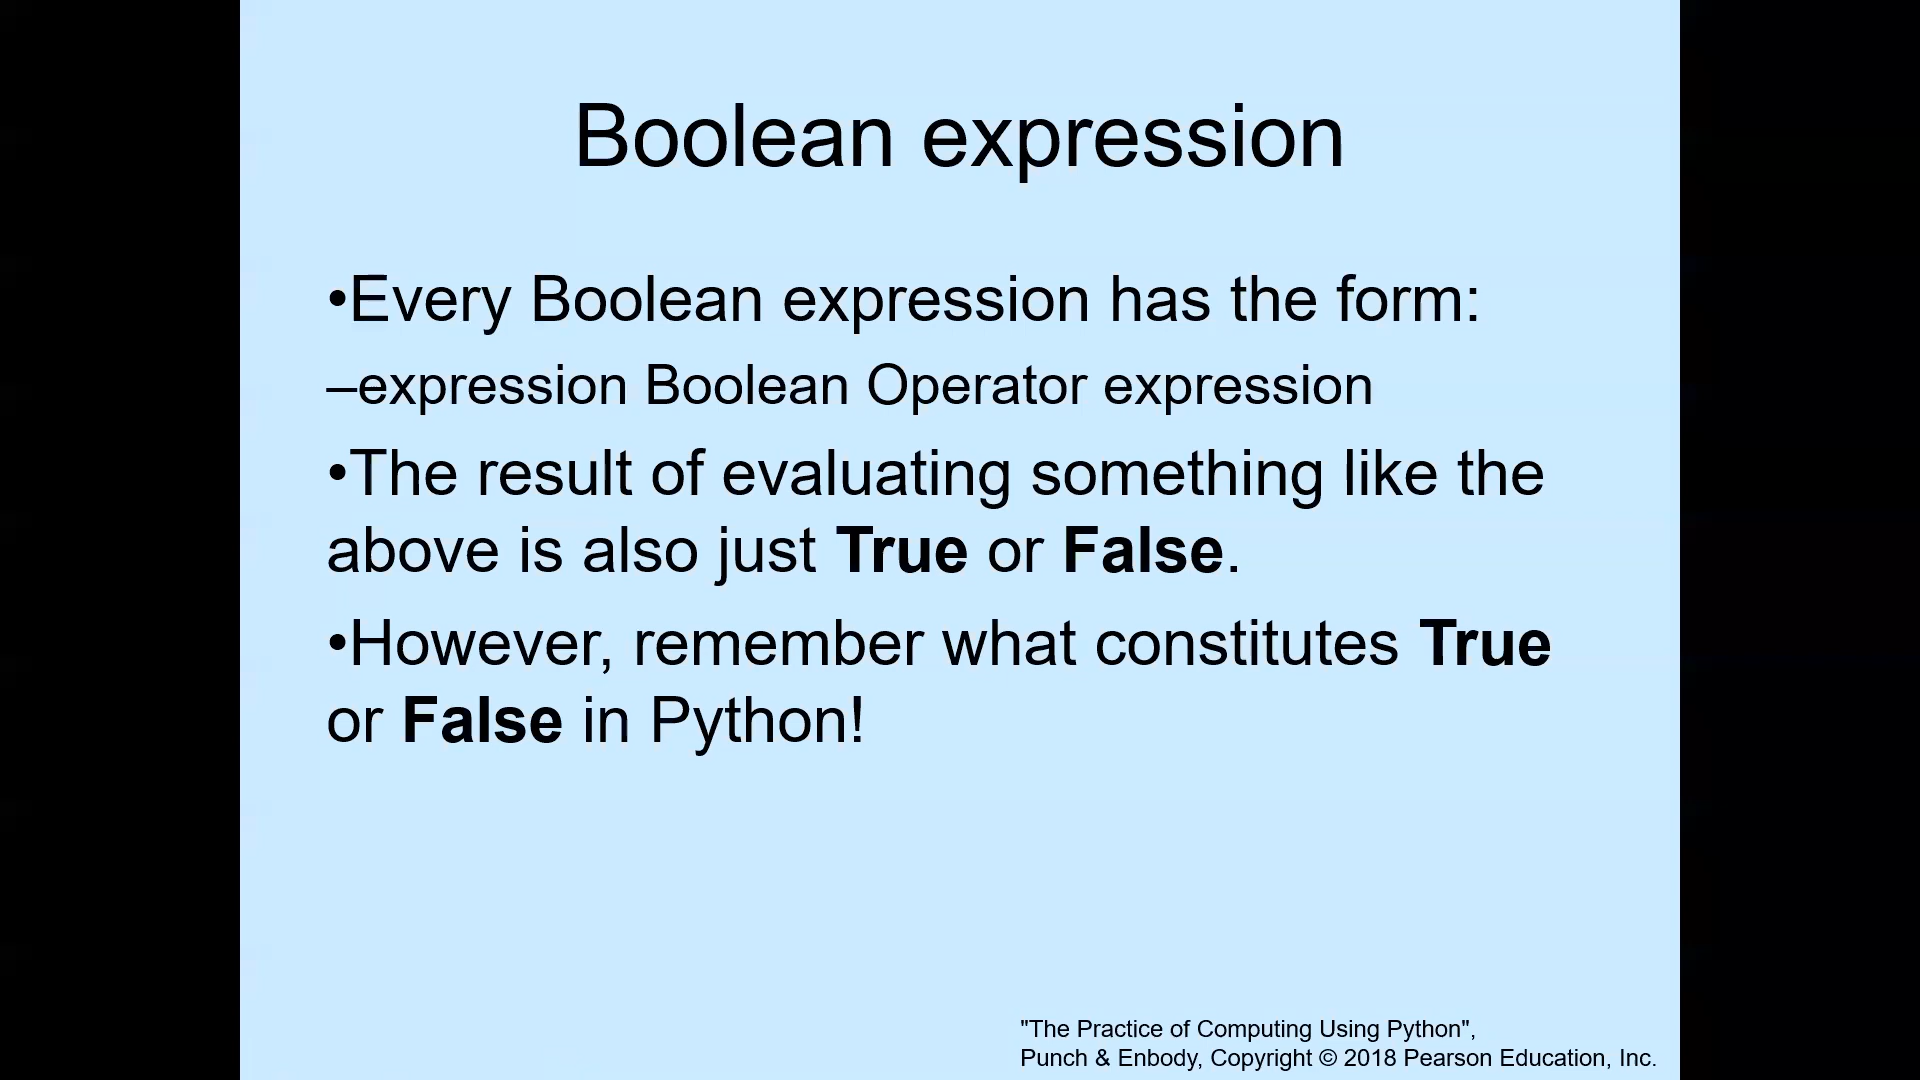 Boolean expression
•Every Boolean expression has the form:
–expression Boolean Operator expression
•The result of evaluating something like the
above is also just True or False.
•However, remember what constitutes True
or False in Python!
"The Practice of Computing Using Python",
Punch & Enbody, Copyright © 2018 Pearson Education, Inc.